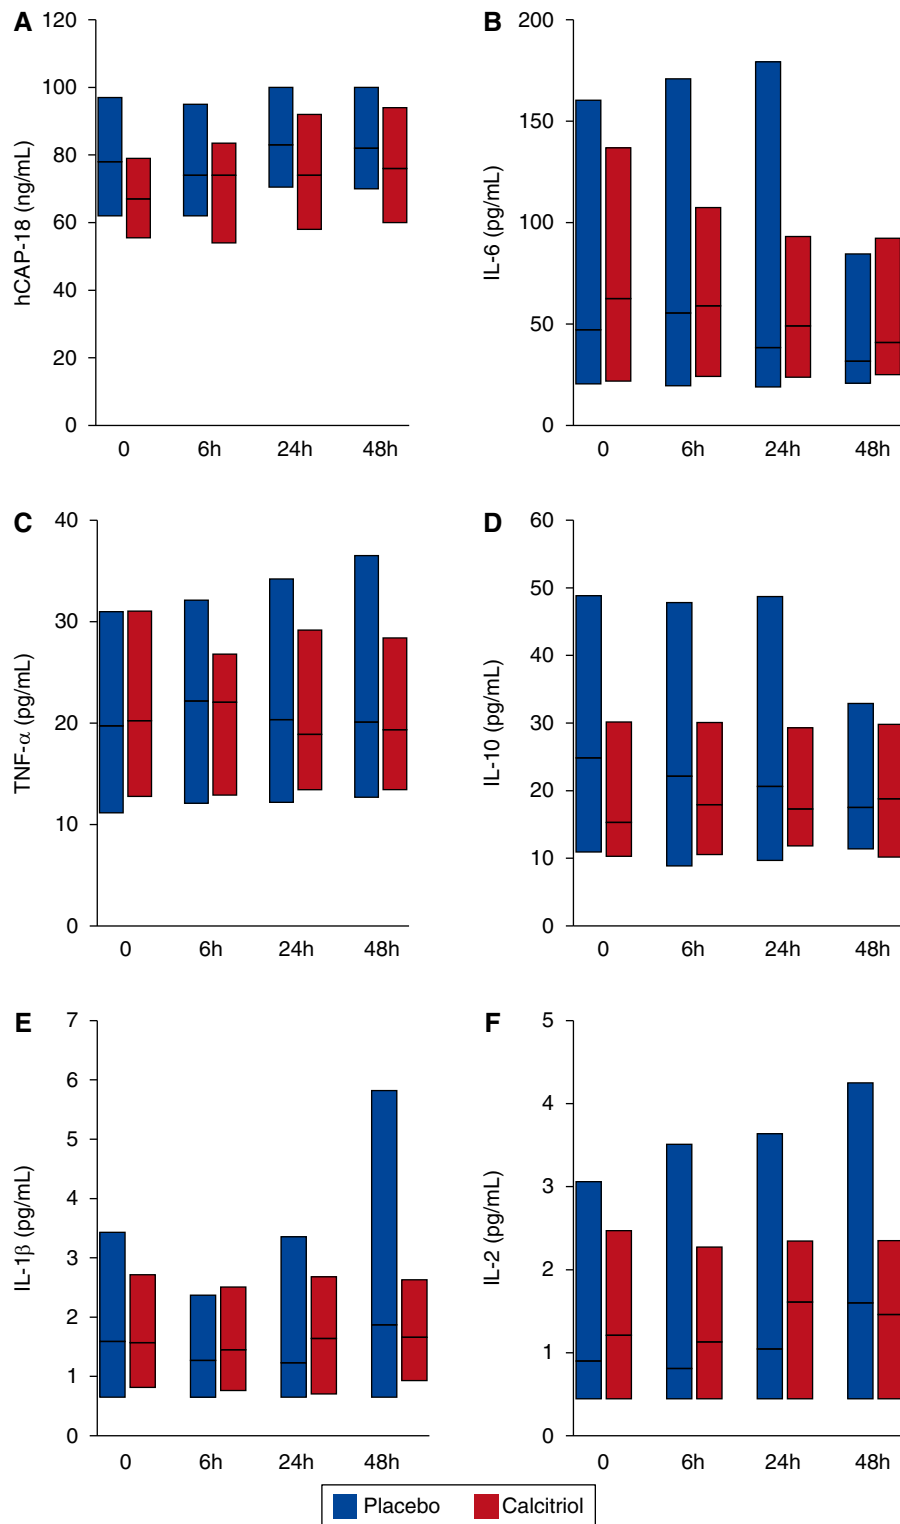 A
hCAP-18 (ng/mL)
120
100
80
60
40
20
0
0 6h 24h 48h
B
IL-6 (pg/mL)
200
150
100
50
0
0 6h 24h 48h
C
TNF-α (pg/mL)
40
30
20
10
0
0 6h 24h 48h
D
IL-10 (pg/mL)
60
50
40
30
20
10
0
0 6h 24h 48h
E
IL-1β (pg/mL)
7
6
5
4
3
2
1
0
0 6h 24h 48h
F
IL-2 (pg/mL)
5
4
3
2
1
0
0 6h 24h 48h
Placebo Calcitriol